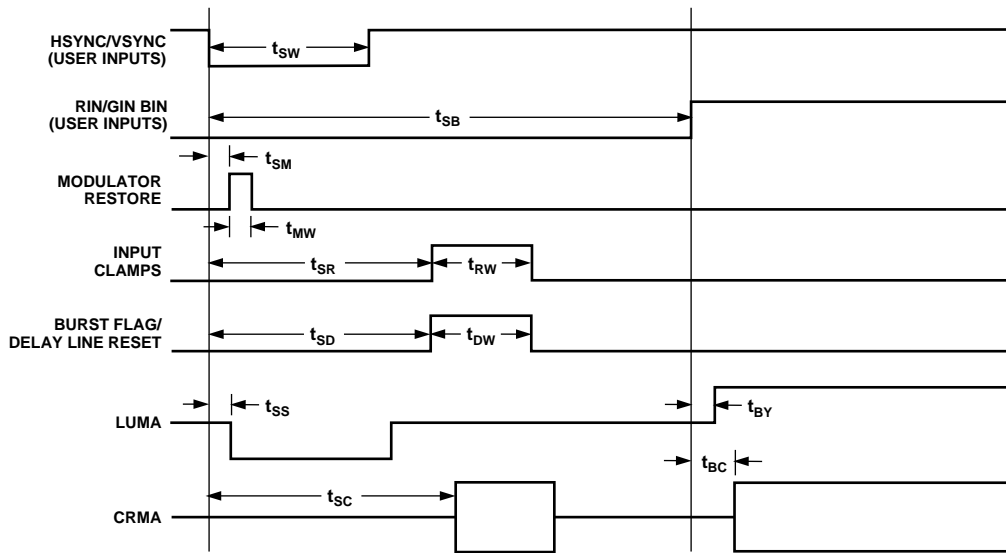 HSYNC/VSYNC
(USER INPUTS)
tSW
RIN/GIN BIN
(USER INPUTS)
tSB
tSM
MODULATOR
RESTORE
tMW
INPUT
CLAMPS
tSR
tRW
BURST FLAG/
DELAY LINE RESET
tSD
tDW
tSS
LUMA
tBY
tBC
tSC
CRMA